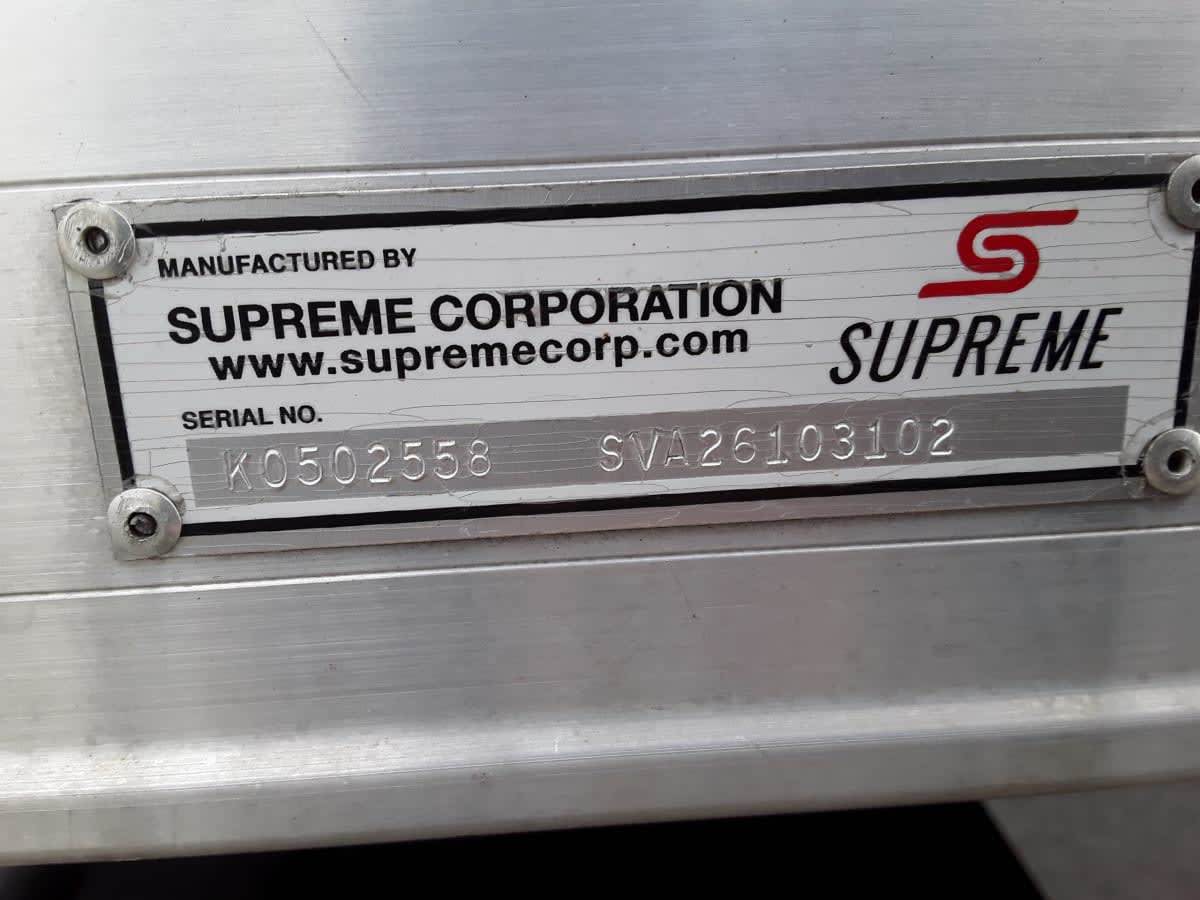 MANUFACTURED BY
SUPREME CORPORATION
www.supremecorp.com
SUPREME
SERIAL NO.
K0502558 SVA26103102